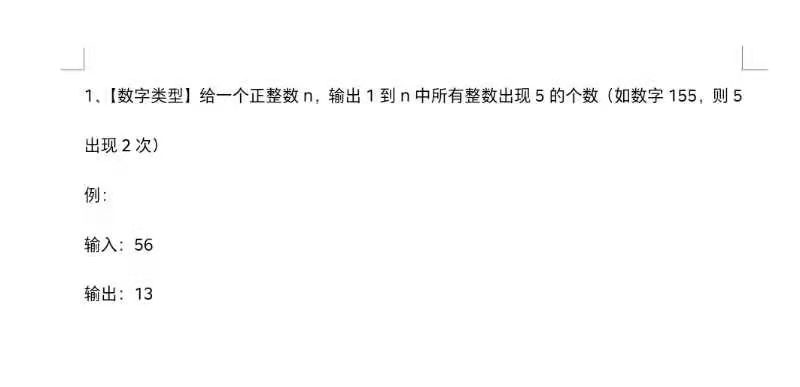 1、【数字类型】给一个正整数 n，输出 1 到 n 中所有整数出现 5 的个数（如数字 155，则 5
出现 2 次）
例：
输入：56
输出：13